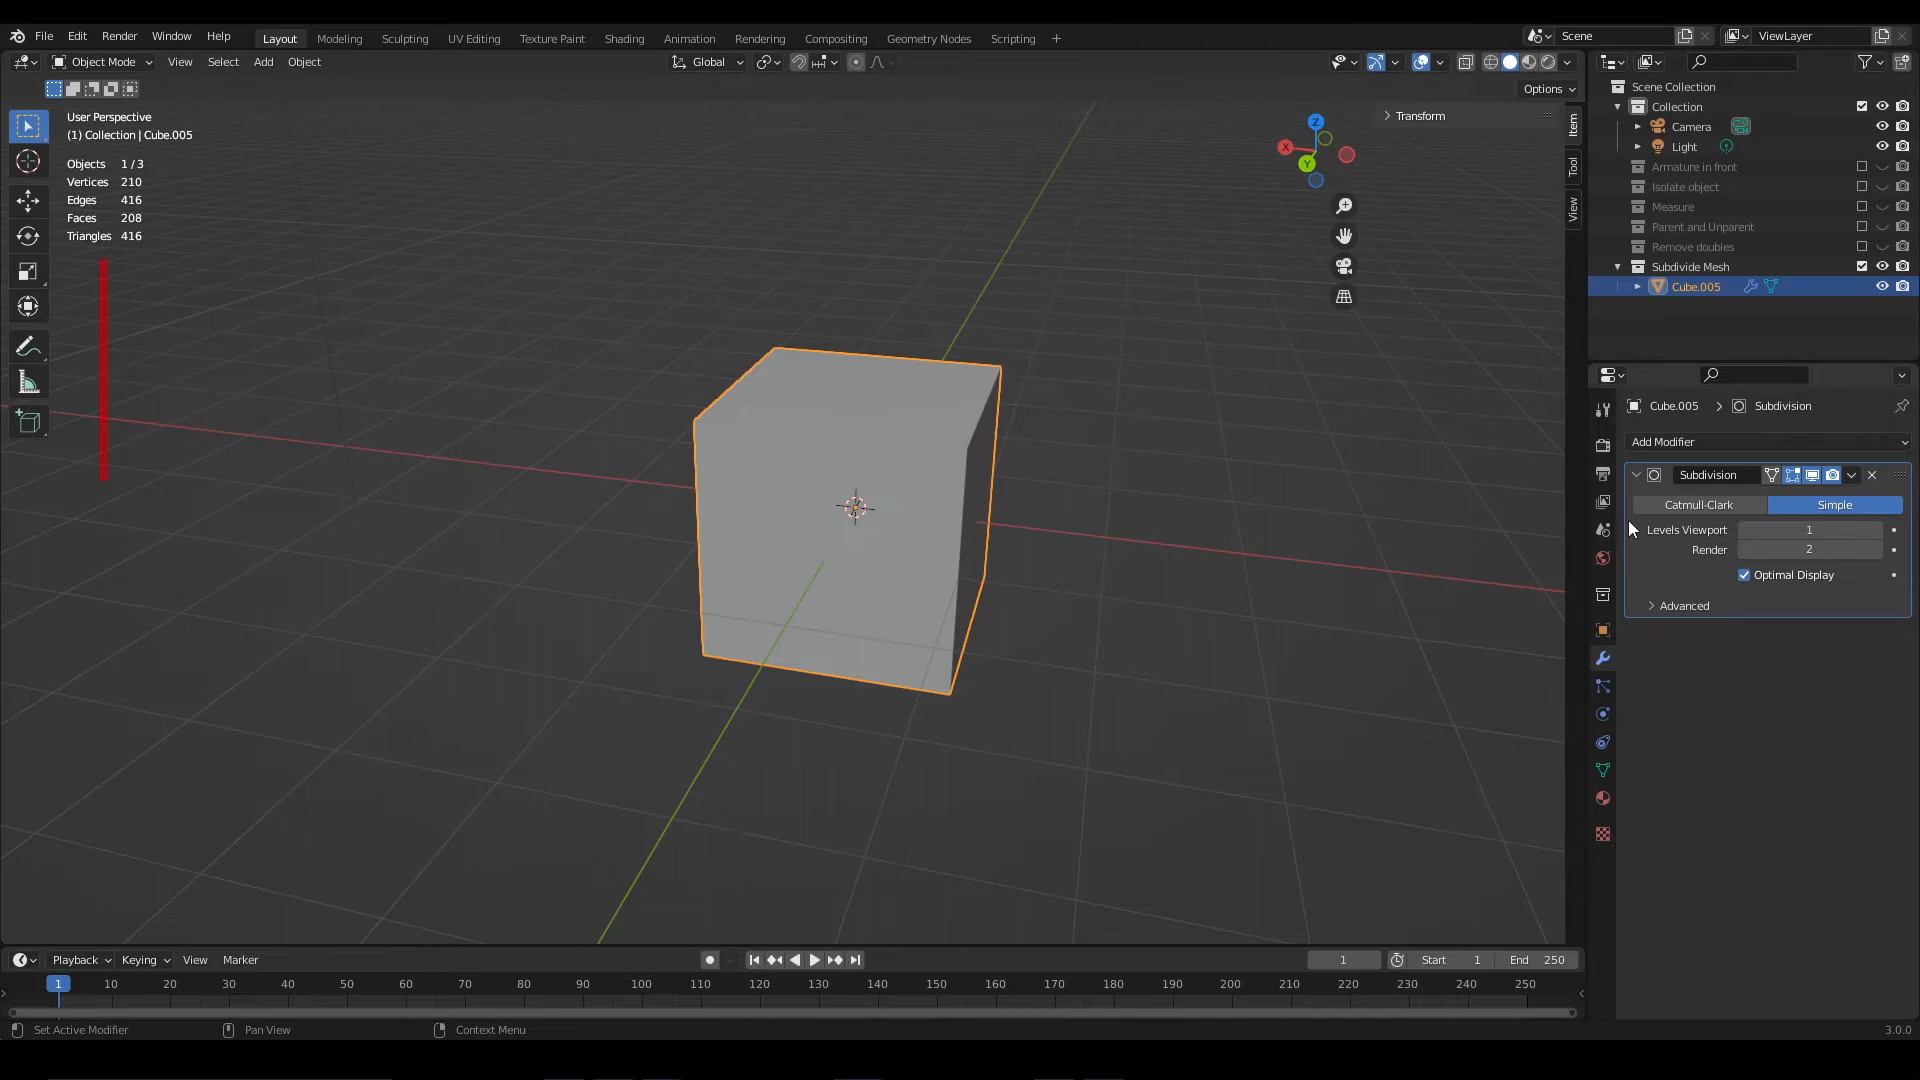 File Edit Render Window Help Layout Modeling Sculpting UV Editing Texture Paint Shading Animation Rendering Compositing Geometry Nodes Scripting + Scene ViewLayer
Object Mode View Select Add Object Global
Options
User Perspective
(1) Collection | Cube.005
Objects 1 / 3
Vertices 210
Edges 416
Faces 208
Triangles 416
Z
X
Y
Transform
Item
Tool
View
Scene Collection
Collection
Camera
Light
Armature in front
Isolate object
Measure
Parent and Unparent
Remove doubles
Subdivide Mesh
Cube.005
Cube.005 > Subdivision
Add Modifier
Subdivision
Catmull-Clark Simple
Levels Viewport 1
Render 2
Optimal Display
Advanced
Playback Keying View Marker 1 Start 1 End 250
1 10 20 30 40 50 60 70 80 90 100 110 120 130 140 150 160 170 180 190 200 210 220 230 240 250
Set Active Modifier Pan View Context Menu 3.0.0